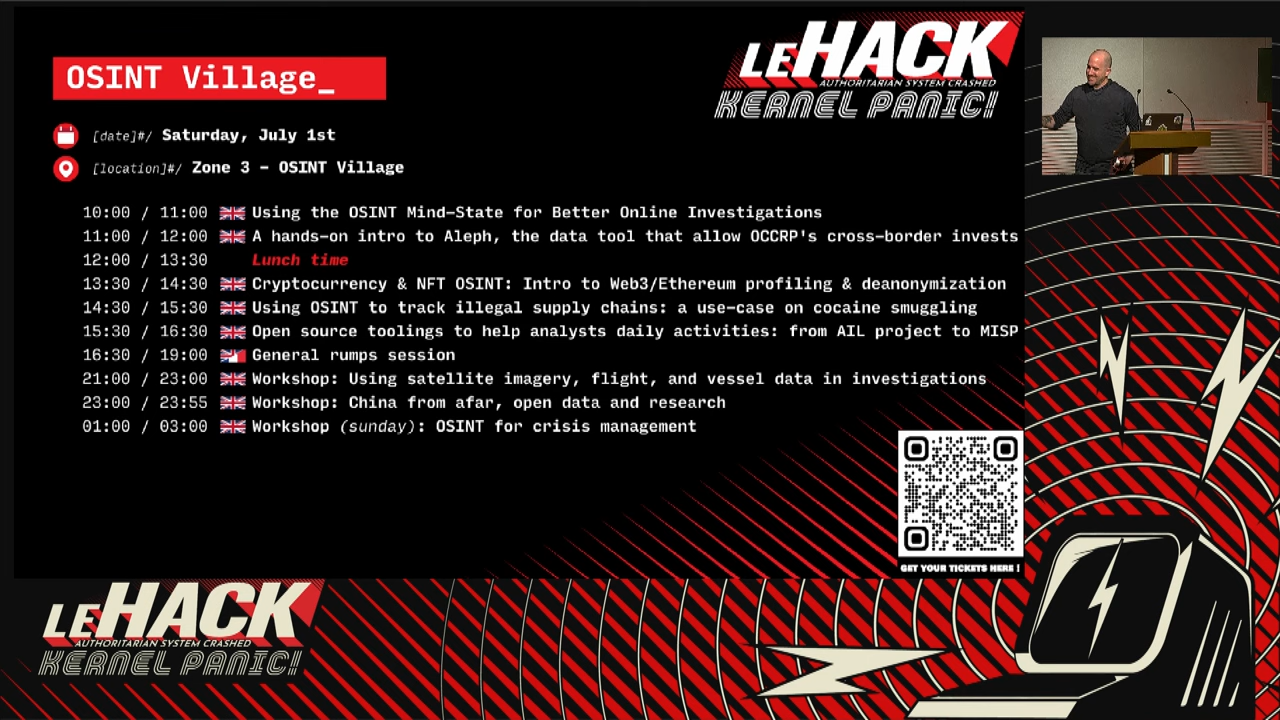 OSINT Village_
LEHACK
AUTHORITARIAN SYSTEM CRASHED
KERNEL PANIC!
[date]#/ Saturday, July 1st
[location]#/ Zone 3 - OSINT Village
10:00 / 11:00 Using the OSINT Mind-State for Better Online Investigations
11:00 / 12:00 A hands-on intro to Aleph, the data tool that allow OCCRP's cross-border invests
12:00 / 13:30 Lunch time
13:30 / 14:30 Cryptocurrency & NFT OSINT: Intro to Web3/Ethereum profiling & deanonymization
14:30 / 15:30 Using OSINT to track illegal supply chains: a use-case on cocaine smuggling
15:30 / 16:30 Open source toolings to help analysts daily activities: from AIL project to MISP
16:30 / 19:00 General rumps session
21:00 / 23:00 Workshop: Using satellite imagery, flight, and vessel data in investigations
23:00 / 23:55 Workshop: China from afar, open data and research
01:00 / 03:00 Workshop (sunday): OSINT for crisis management
GET YOUR TICKETS HERE !
LEHACK
AUTHORITARIAN SYSTEM CRASHED
KERNEL PANIC!